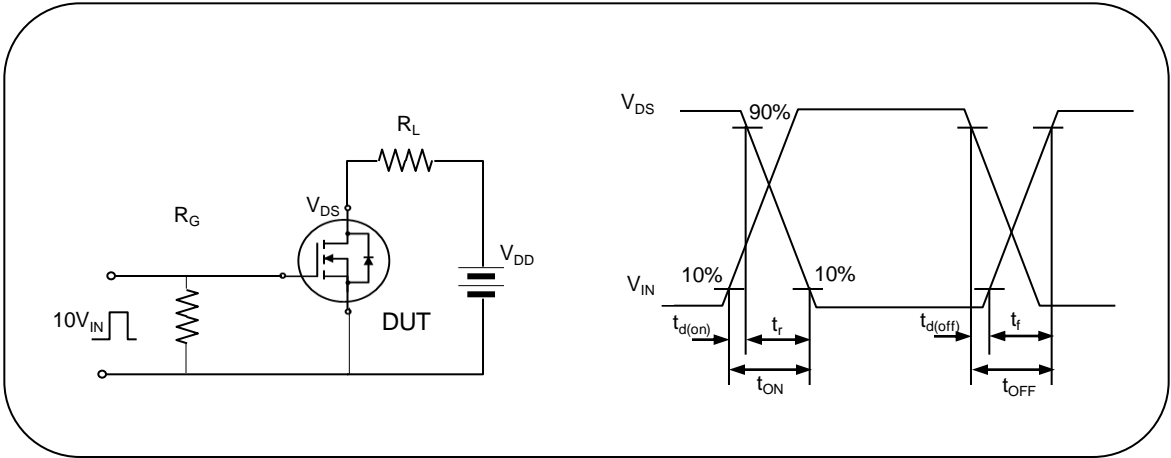 R_L
R_G
V_DS
V_DD
10V_IN
DUT
V_DS
90%
V_IN
10%
10%
t_d(on)
t_r
t_d(off)
t_f
t_ON
t_OFF